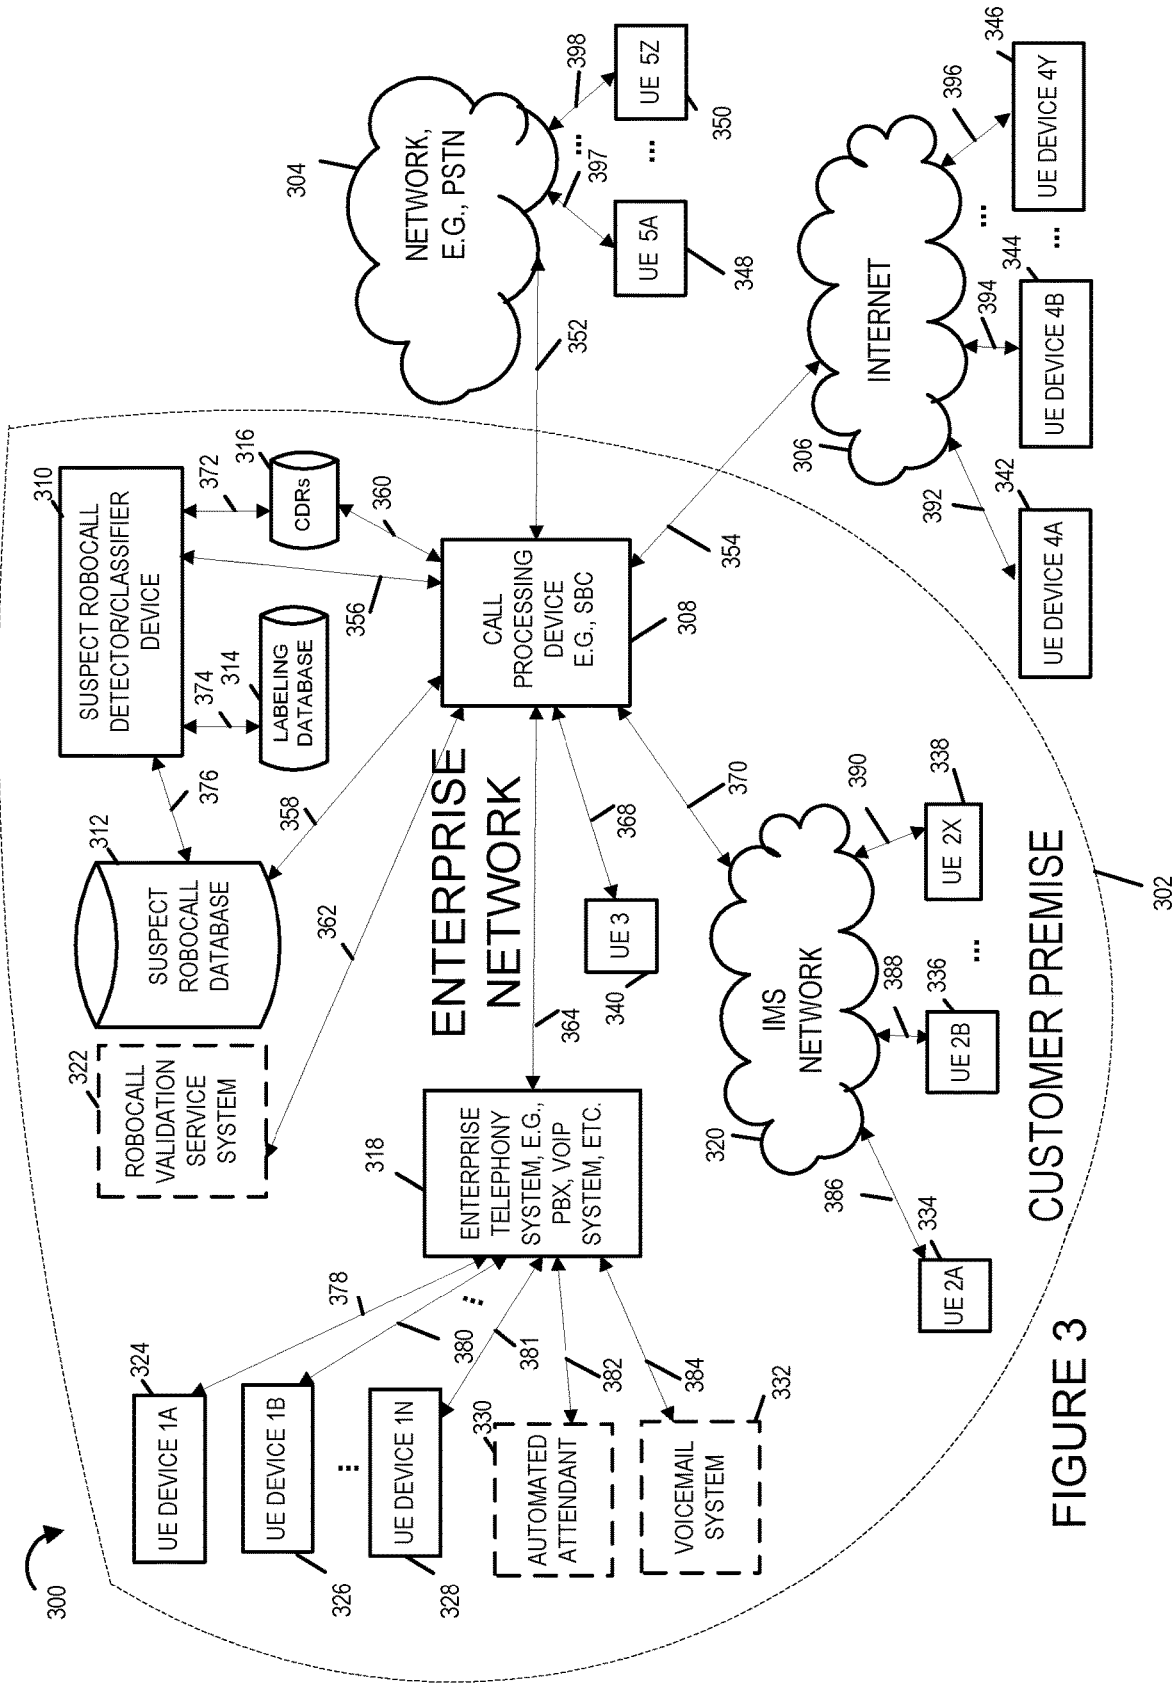 300
UE DEVICE 1A
324
UE DEVICE 1B
326
...
UE DEVICE 1N
328
AUTOMATED
ATTENDANT
330
VOICEMAIL
SYSTEM
332
378
380
...
381
382
384
ROBOCALL
VALIDATION
SERVICE
SYSTEM
322
ENTERPRISE
TELEPHONY
SYSTEM, E.G.,
PBX, VOIP
SYSTEM, ETC.
318
SUSPECT
ROBOCALL
DATABASE
312
362
358
376
364
ENTERPRISE
NETWORK
UE 3
340
368
370
SUSPECT ROBOCALL
DETECTOR/CLASSIFIER
DEVICE
310
374
314
LABELING
DATABASE
372
316
CDRs
356
360
CALL
PROCESSING
DEVICE
E.G., SBC
308
352
354
IMS
NETWORK
320
386
388
390
UE 2A
334
UE 2B
336
...
UE 2X
338
CUSTOMER PREMISE
302
NETWORK,
E.G., PSTN
304
397
...
398
UE 5A
348
...
UE 5Z
350
INTERNET
306
392
394
...
396
UE DEVICE 4A
342
UE DEVICE 4B
344
...
UE DEVICE 4Y
346
FIGURE 3